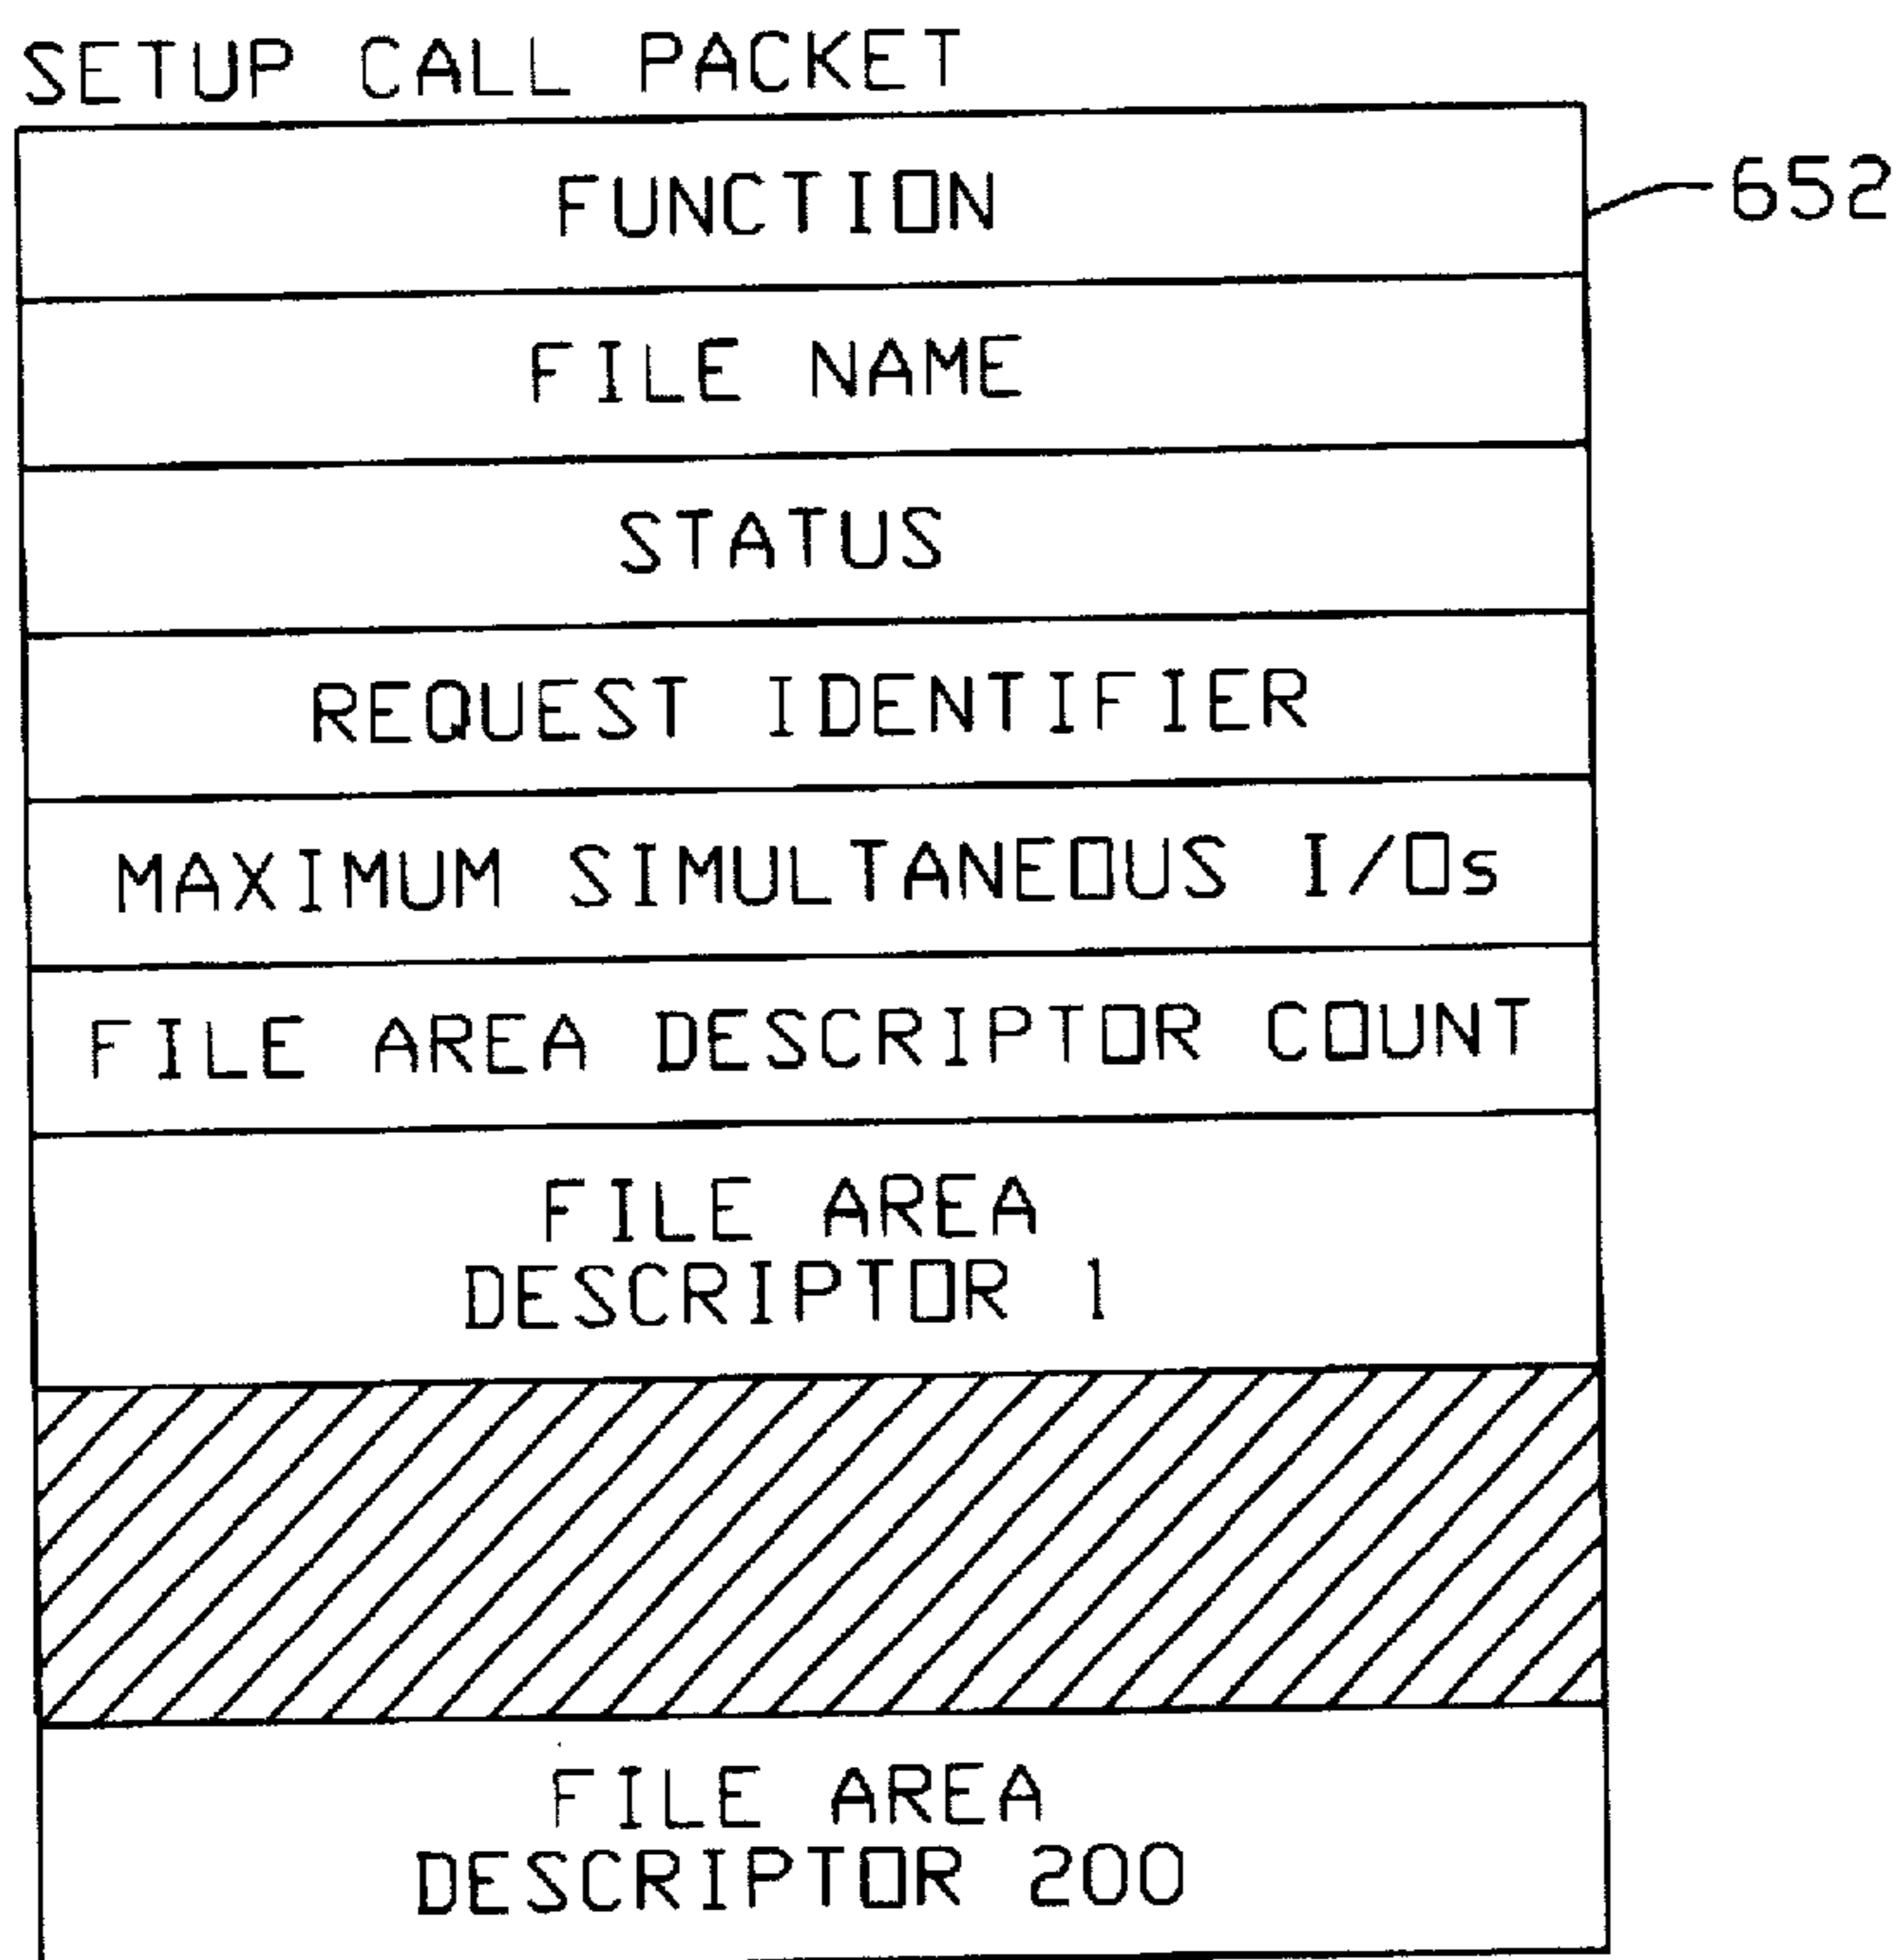 SETUP CALL PACKET
FUNCTION
652
FILE NAME
STATUS
REQUEST IDENTIFIER
MAXIMUM SIMULTANEOUS I/Os
FILE AREA DESCRIPTOR COUNT
FILE AREA
DESCRIPTOR 1
FILE AREA
DESCRIPTOR 200